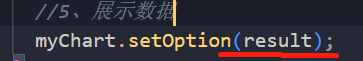 //5、展示数据
myChart.setOption(result);